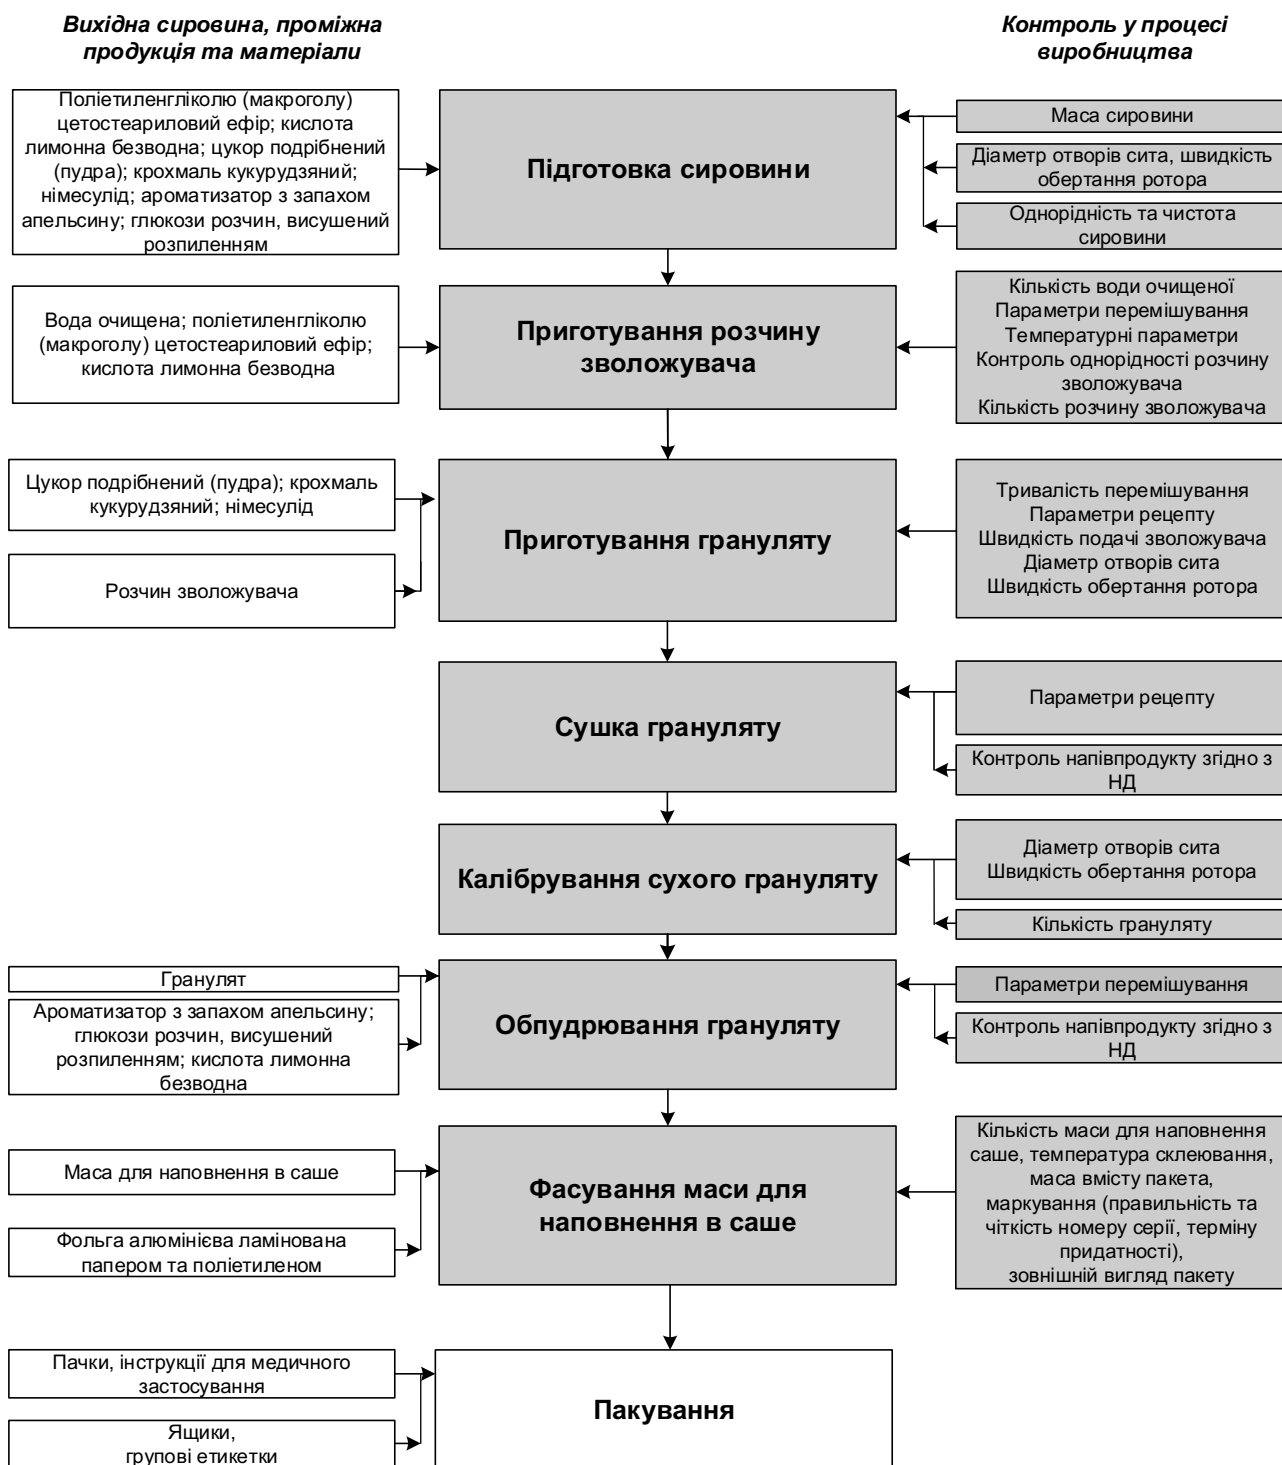 Вихідна сировина, проміжна
продукція та матеріали
Контроль у процесі
виробництва
Поліетиленгліколю (макроголу)
цетостеариловий ефір; кислота
лимонна безводна; цукор подрібнений
(пудра); крохмаль кукурудзяний;
німесулід; ароматизатор з запахом
апельсину; глюкози розчин, висушений
розпиленням
Підготовка сировини
Маса сировини
Діаметр отворів сита, швидкість
обертання ротора
Однорідність та чистота
сировини
Вода очищена; поліетиленгліколю
(макроголу) цетостеариловий ефір;
кислота лимонна безводна
Приготування розчину
зволожувача
Кількість води очищеної
Параметри перемішування
Температурні параметри
Контроль однорідності розчину
зволожувача
Кількість розчину зволожувача
Цукор подрібнений (пудра); крохмаль
кукурудзяний; німесулід
Розчин зволожувача
Приготування грануляту
Тривалість перемішування
Параметри рецепту
Швидкість подачі зволожувача
Діаметр отворів сита
Швидкість обертання ротора
Сушка грануляту
Параметри рецепту
Контроль напівпродукту згідно з
НД
Калібрування сухого грануляту
Діаметр отворів сита
Швидкість обертання ротора
Кількість грануляту
Гранулят
Ароматизатор з запахом апельсину;
глюкози розчин, висушений
розпиленням; кислота лимонна
безводна
Обпудрювання грануляту
Параметри перемішування
Контроль напівпродукту згідно з
НД
Маса для наповнення в саше
Фольга алюмінієва ламінована
папером та поліетиленом
Фасування маси для
наповнення в саше
Кількість маси для наповнення
саше, температура склеювання,
маса вмісту пакета,
маркування (правильність та
чіткість номеру серії, терміну
придатності),
зовнішній вигляд пакету
Пачки, інструкції для медичного
застосування
Ящики,
групові етикетки
Пакування